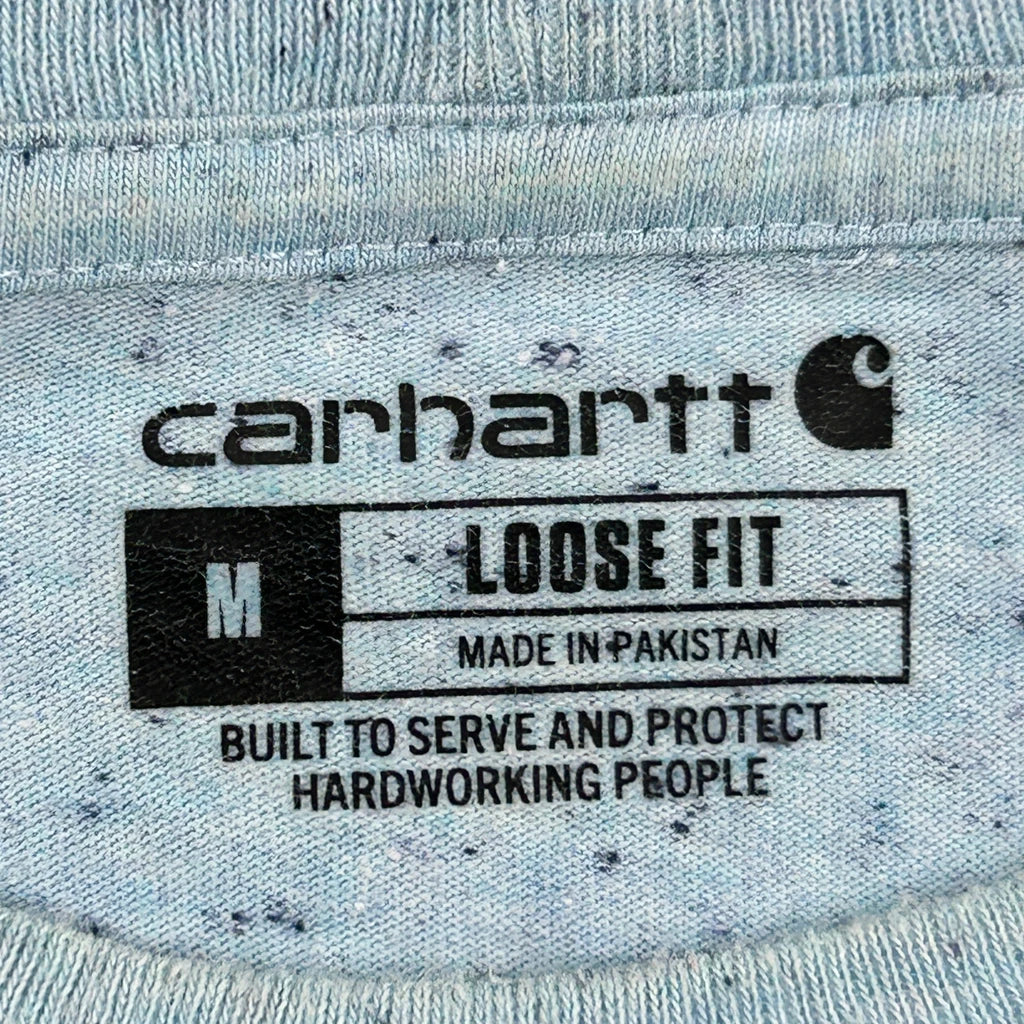 carhartt
M
LOOSE FIT
MADE IN PAKISTAN
BUILT TO SERVE AND PROTECT
HARDWORKING PEOPLE